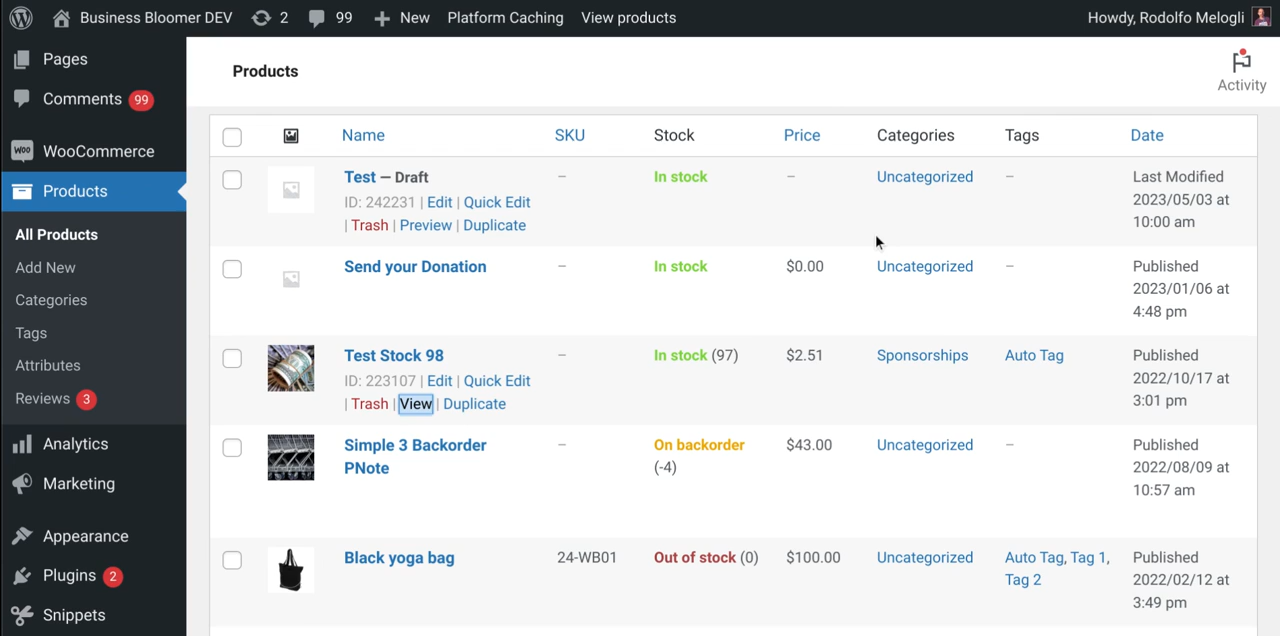 Business Bloomer DEV 2 99 New Platform Caching View products Howdy, Rodolfo Melogli
Pages
Comments 99
WOO WooCommerce
Products
All Products
Add New
Categories
Tags
Attributes
Reviews 3
Analytics
Marketing
Appearance
Plugins 2
Snippets
Products
Activity
Name SKU Stock Price Categories Tags Date
Test — Draft – In stock – Uncategorized – Last Modified
ID: 242231 | Edit | Quick Edit 2023/05/03 at
| Trash | Preview | Duplicate 10:00 am
Send your Donation – In stock $0.00 Uncategorized – Published
2023/01/06 at
4:48 pm
Test Stock 98 – In stock (97) $2.51 Sponsorships Auto Tag Published
ID: 223107 | Edit | Quick Edit 2022/10/17 at
| Trash | View | Duplicate 3:01 pm
Simple 3 Backorder – On backorder $43.00 Uncategorized – Published
PNote (-4) 2022/08/09 at
10:57 am
Black yoga bag 24-WB01 Out of stock (0) $100.00 Uncategorized Auto Tag, Tag 1, Published
Tag 2 2022/02/12 at
3:49 pm